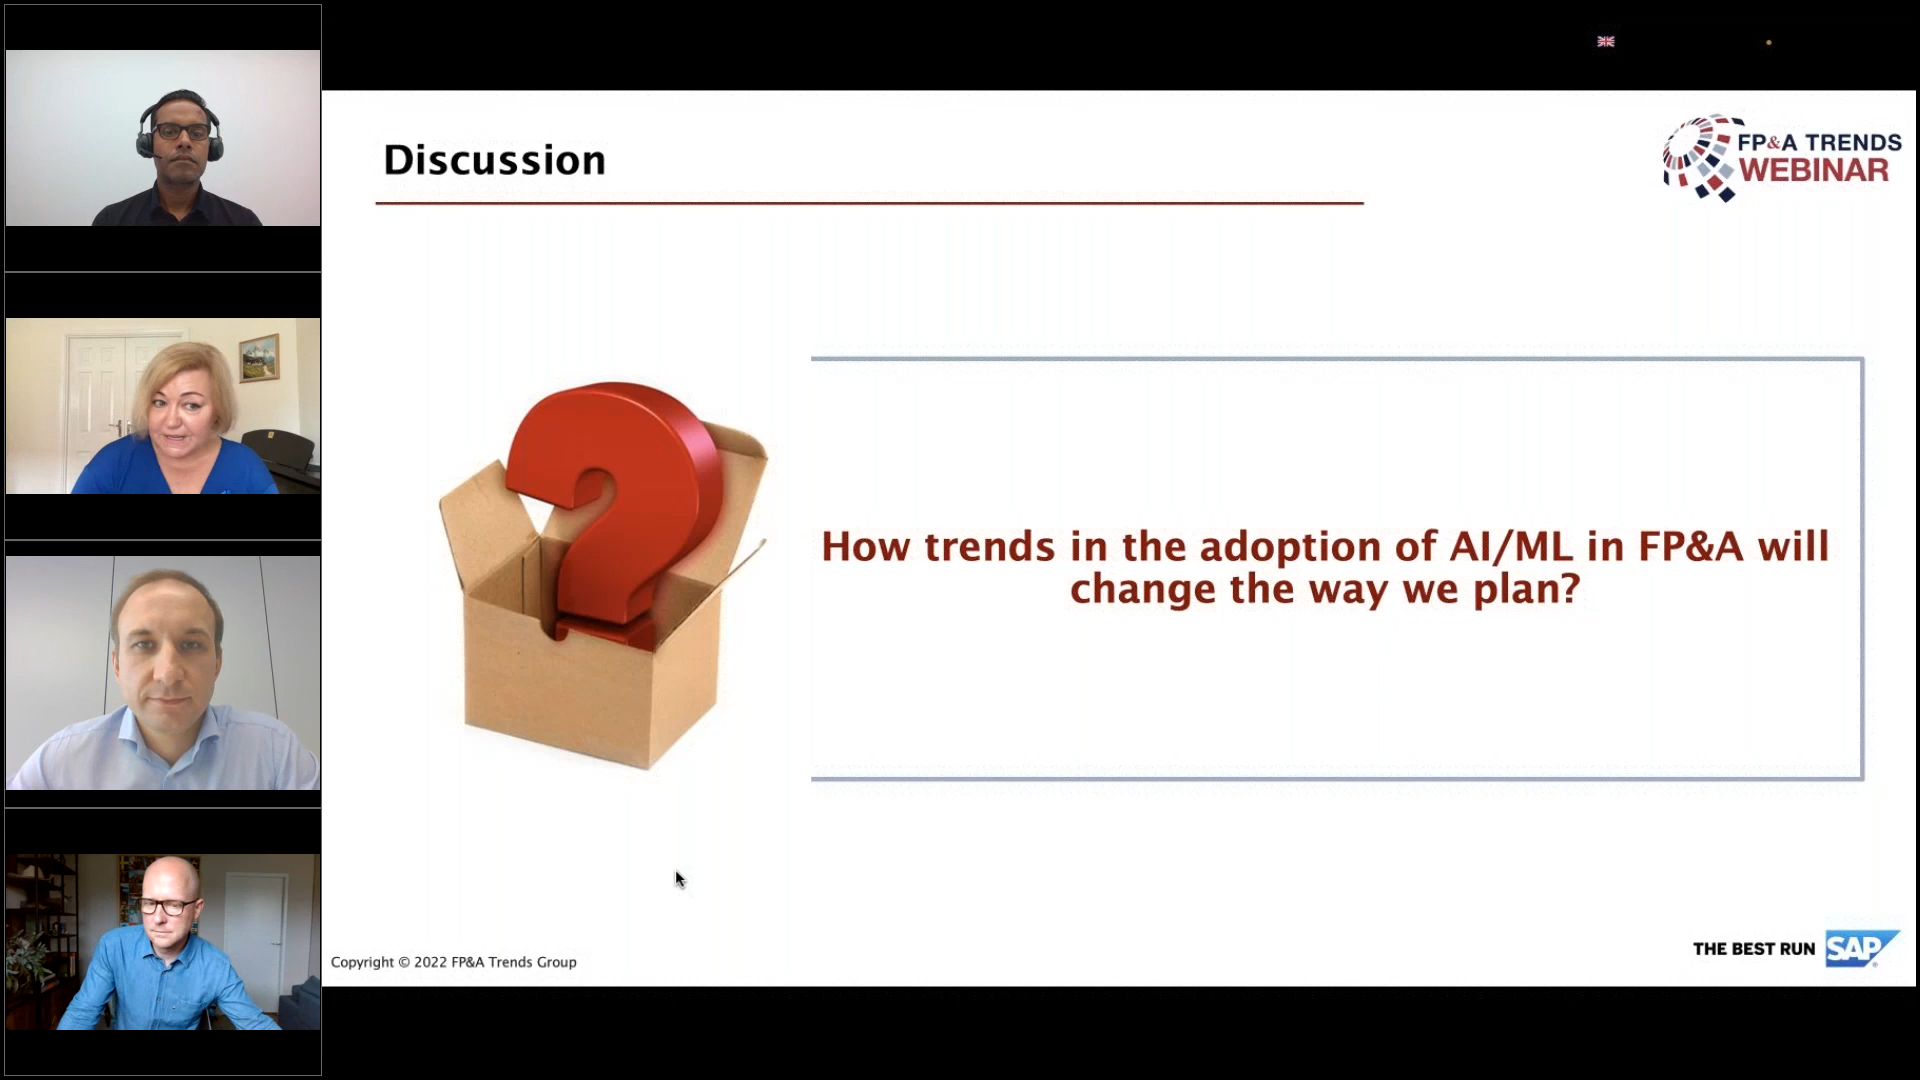 Discussion
FP&A TRENDS
WEBINAR
How trends in the adoption of AI/ML in FP&A will
change the way we plan?
Copyright © 2022 FP&A Trends Group
THE BEST RUN SAP®